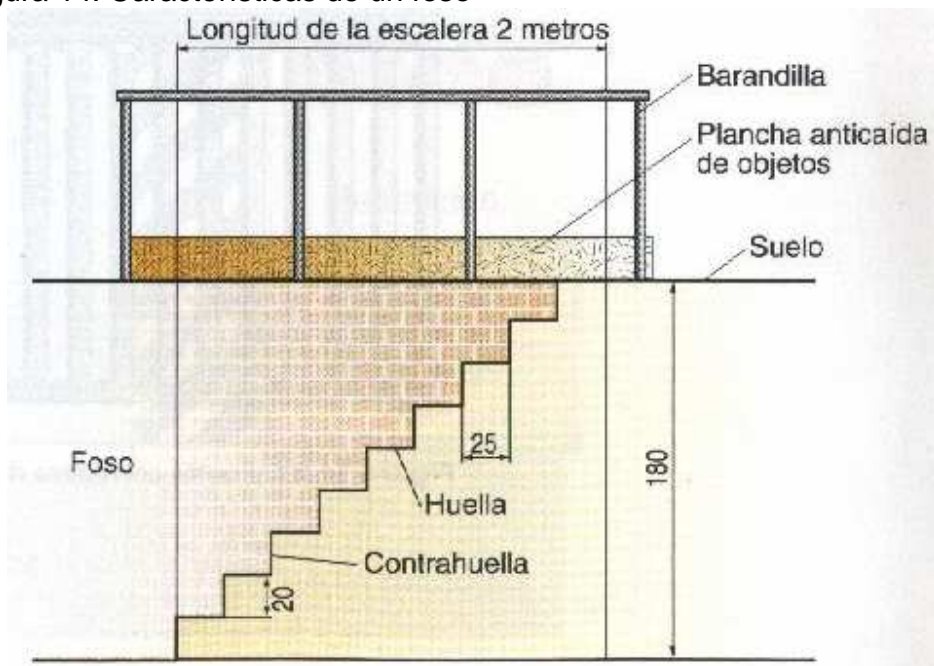 Longitud de la escalera 2 metros
Barandilla
Plancha anticaída
de objetos
Suelo
25
180
Foso
Huella
Contrahuella
20